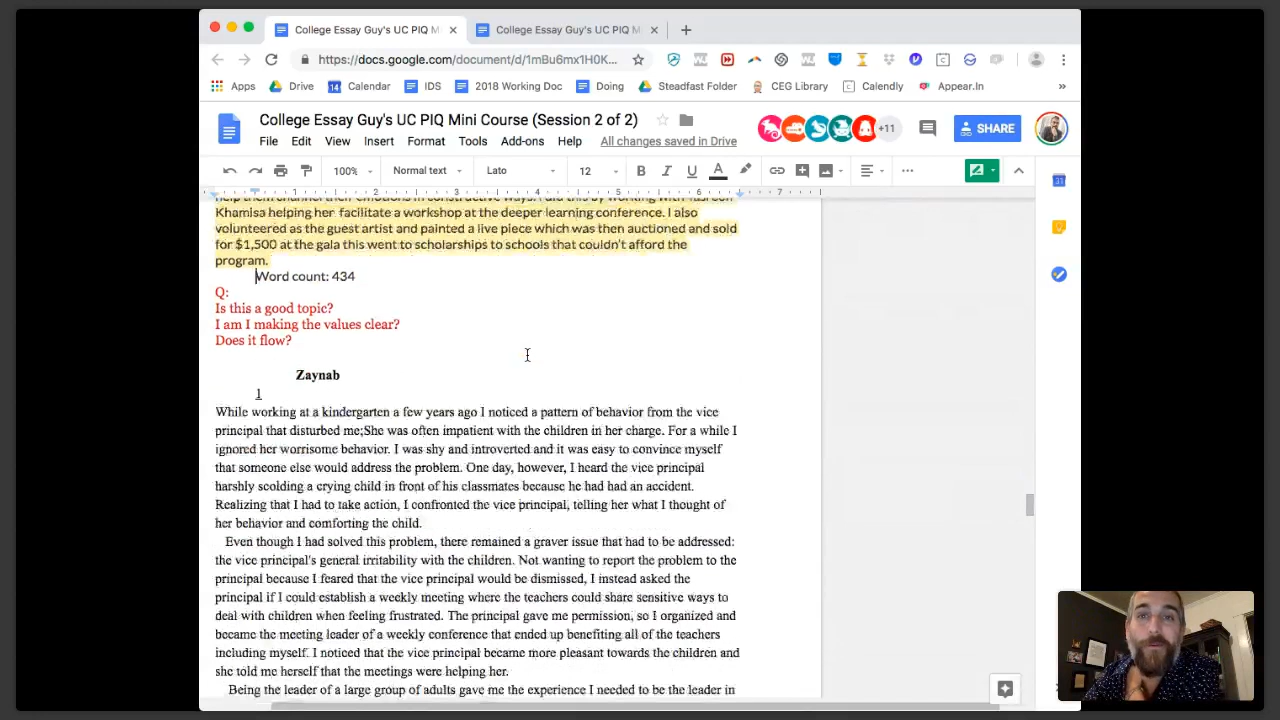 College Essay Guy's UC PIQ M
College Essay Guy's UC PIQ M
https://docs.google.com/document/d/1mBu6mx1H0K...
Apps Drive Calendar IDS 2018 Working Doc Doing Steadfast Folder CEG Library Calendly Appear.In »
College Essay Guy's UC PIQ Mini Course (Session 2 of 2)
+11
SHARE
File Edit View Insert Format Tools Add-ons Help All changes saved in Drive
100% Normal text Lato 12 B I U A
1 2 3 4 5 6 7
Khamisa helping her facilitate a workshop at the deeper learning conference. I also
volunteered as the guest artist and painted a live piece which was then auctioned and sold
for $1,500 at the gala this went to scholarships to schools that couldn't afford the
program.
Word count: 434
Q:
Is this a good topic?
I am I making the values clear?
Does it flow?
Zaynab
1
While working at a kindergarten a few years ago I noticed a pattern of behavior from the vice
principal that disturbed me;She was often impatient with the children in her charge. For a while I
ignored her worrisome behavior. I was shy and introverted and it was easy to convince myself
that someone else would address the problem. One day, however, I heard the vice principal
harshly scolding a crying child in front of his classmates because he had had an accident.
Realizing that I had to take action, I confronted the vice principal, telling her what I thought of
her behavior and comforting the child.
Even though I had solved this problem, there remained a graver issue that had to be addressed:
the vice principal's general irritability with the children. Not wanting to report the problem to the
principal because I feared that the vice principal would be dismissed, I instead asked the
principal if I could establish a weekly meeting where the teachers could share sensitive ways to
deal with children when feeling frustrated. The principal gave me permission, so I organized and
became the meeting leader of a weekly conference that ended up benefiting all of the teachers
including myself. I noticed that the vice principal became more pleasant towards the children and
she told me herself that the meetings were helping her.
Being the leader of a large group of adults gave me the experience I needed to be the leader in